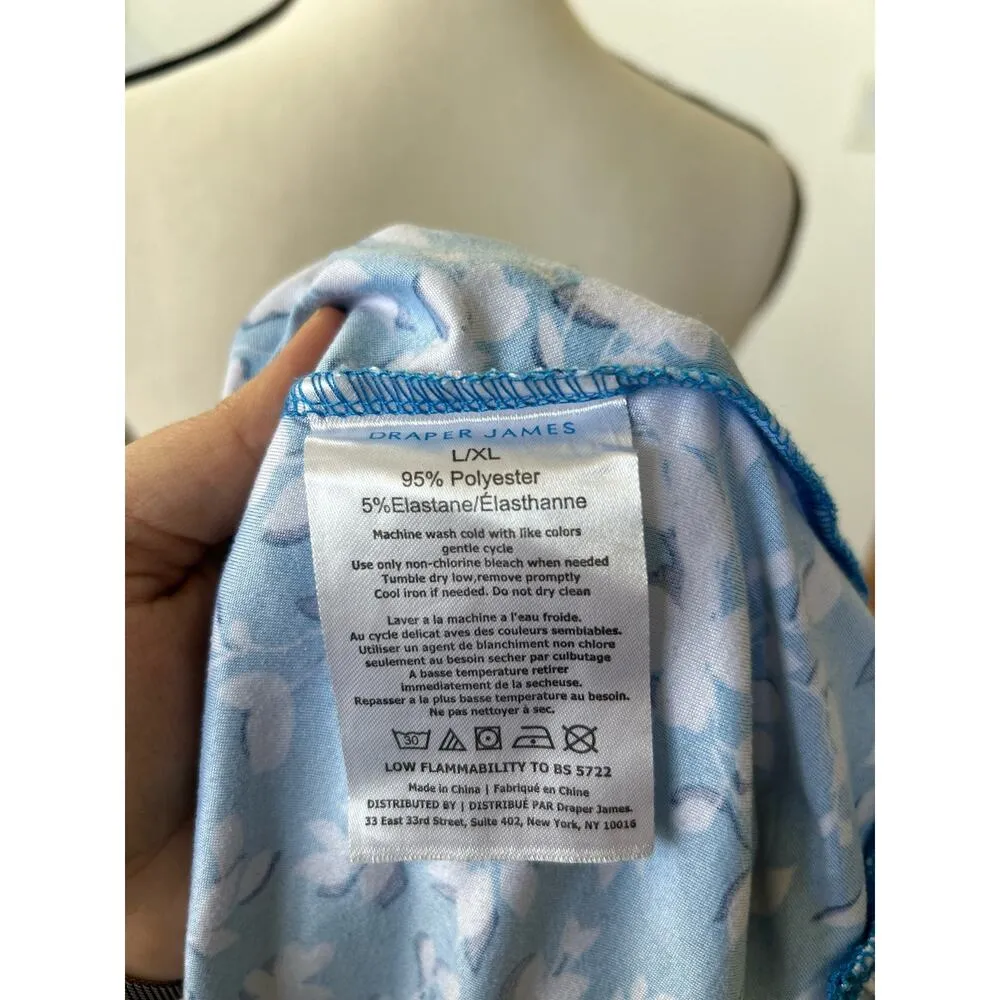 DRAPER JAMES
L/XL
95% Polyester
5%Elastane/Élasthanne
Machine wash cold with like colors
gentle cycle
Use only non-chlorine bleach when needed
Tumble dry low,remove promptly
Cool iron if needed. Do not dry clean
Laver a la machine a l'eau froide.
Au cycle delicat aves des couleurs semblables.
Utiliser un agent de blanchiment non chlore
seulement au besoin secher par culbutage
A basse temperature retirer
immediatement de la secheuse.
Repasser a la plus basse temperature au besoin.
Ne pas nettoyer à sec.
30
LOW FLAMMABILITY TO BS 5722
Made in China | Fabriqué en Chine
DISTRIBUTED BY | DISTRIBUÉ PAR Draper James.
33 East 33rd Street, Suite 402, New York, NY 10016